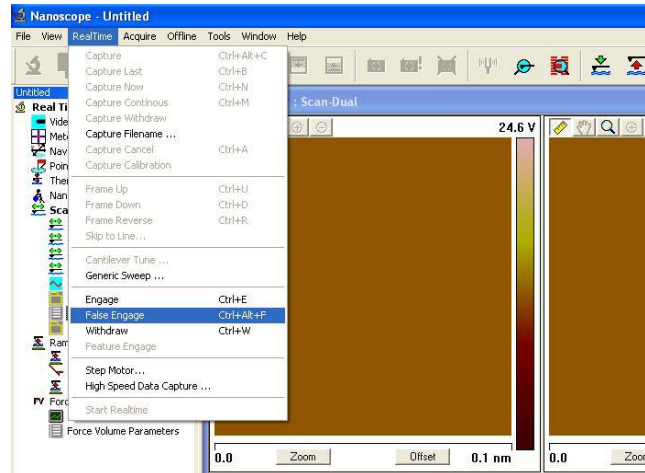 Nanoscope - Untitled
File View RealTime Acquire Offline Tools Window Help
Untitled
Real Ti
Vide
Met
Nav
Poin
Ther
Nan
Sca
Ram
Forc
Force Volume Parameters
Capture Ctrl+Alt+C
Capture Last Ctrl+B
Capture Now Ctrl+N
Capture Continous Ctrl+M
Capture Withdraw
Capture Filename ...
Capture Cancel Ctrl+A
Capture Calibration
Frame Up Ctrl+U
Frame Down Ctrl+D
Frame Reverse Ctrl+R
Skip to Line...
Cantilever Tune ...
Generic Sweep ...
Engage Ctrl+E
False Engage Ctrl+Alt+F
Withdraw Ctrl+W
Feature Engage
Step Motor...
High Speed Data Capture ...
Start Realtime
: Scan-Dual
24.6 V
0.0 Zoom Offset 0.1 nm
0.0 Zoo